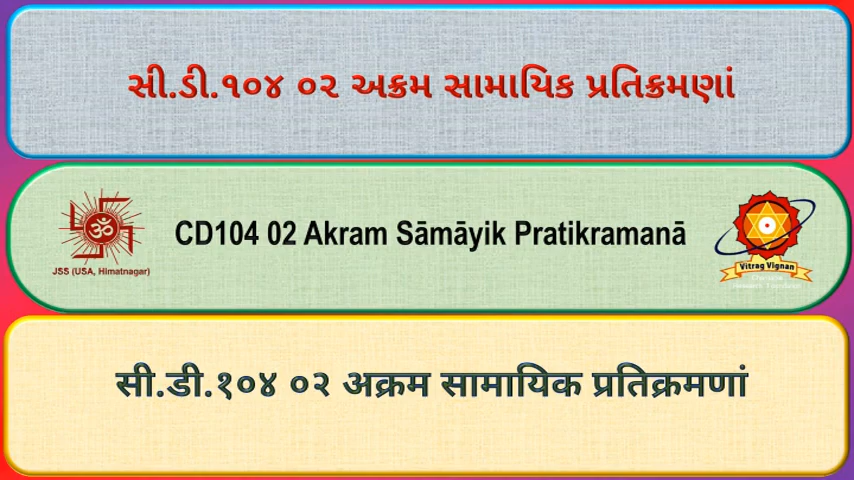 સી.ડી.૧૦૪ ૦૨ અક્રમ સામાયિક પ્રતિક્રમણાં
CD104 02 Akram Sāmāyik Pratikramanā
ॐ
JSS (USA, Himatnagar)
Vitrag Vignan
सी.डी.१०४ ०२ अक्रम सामायिक प्रतिक्रमणां